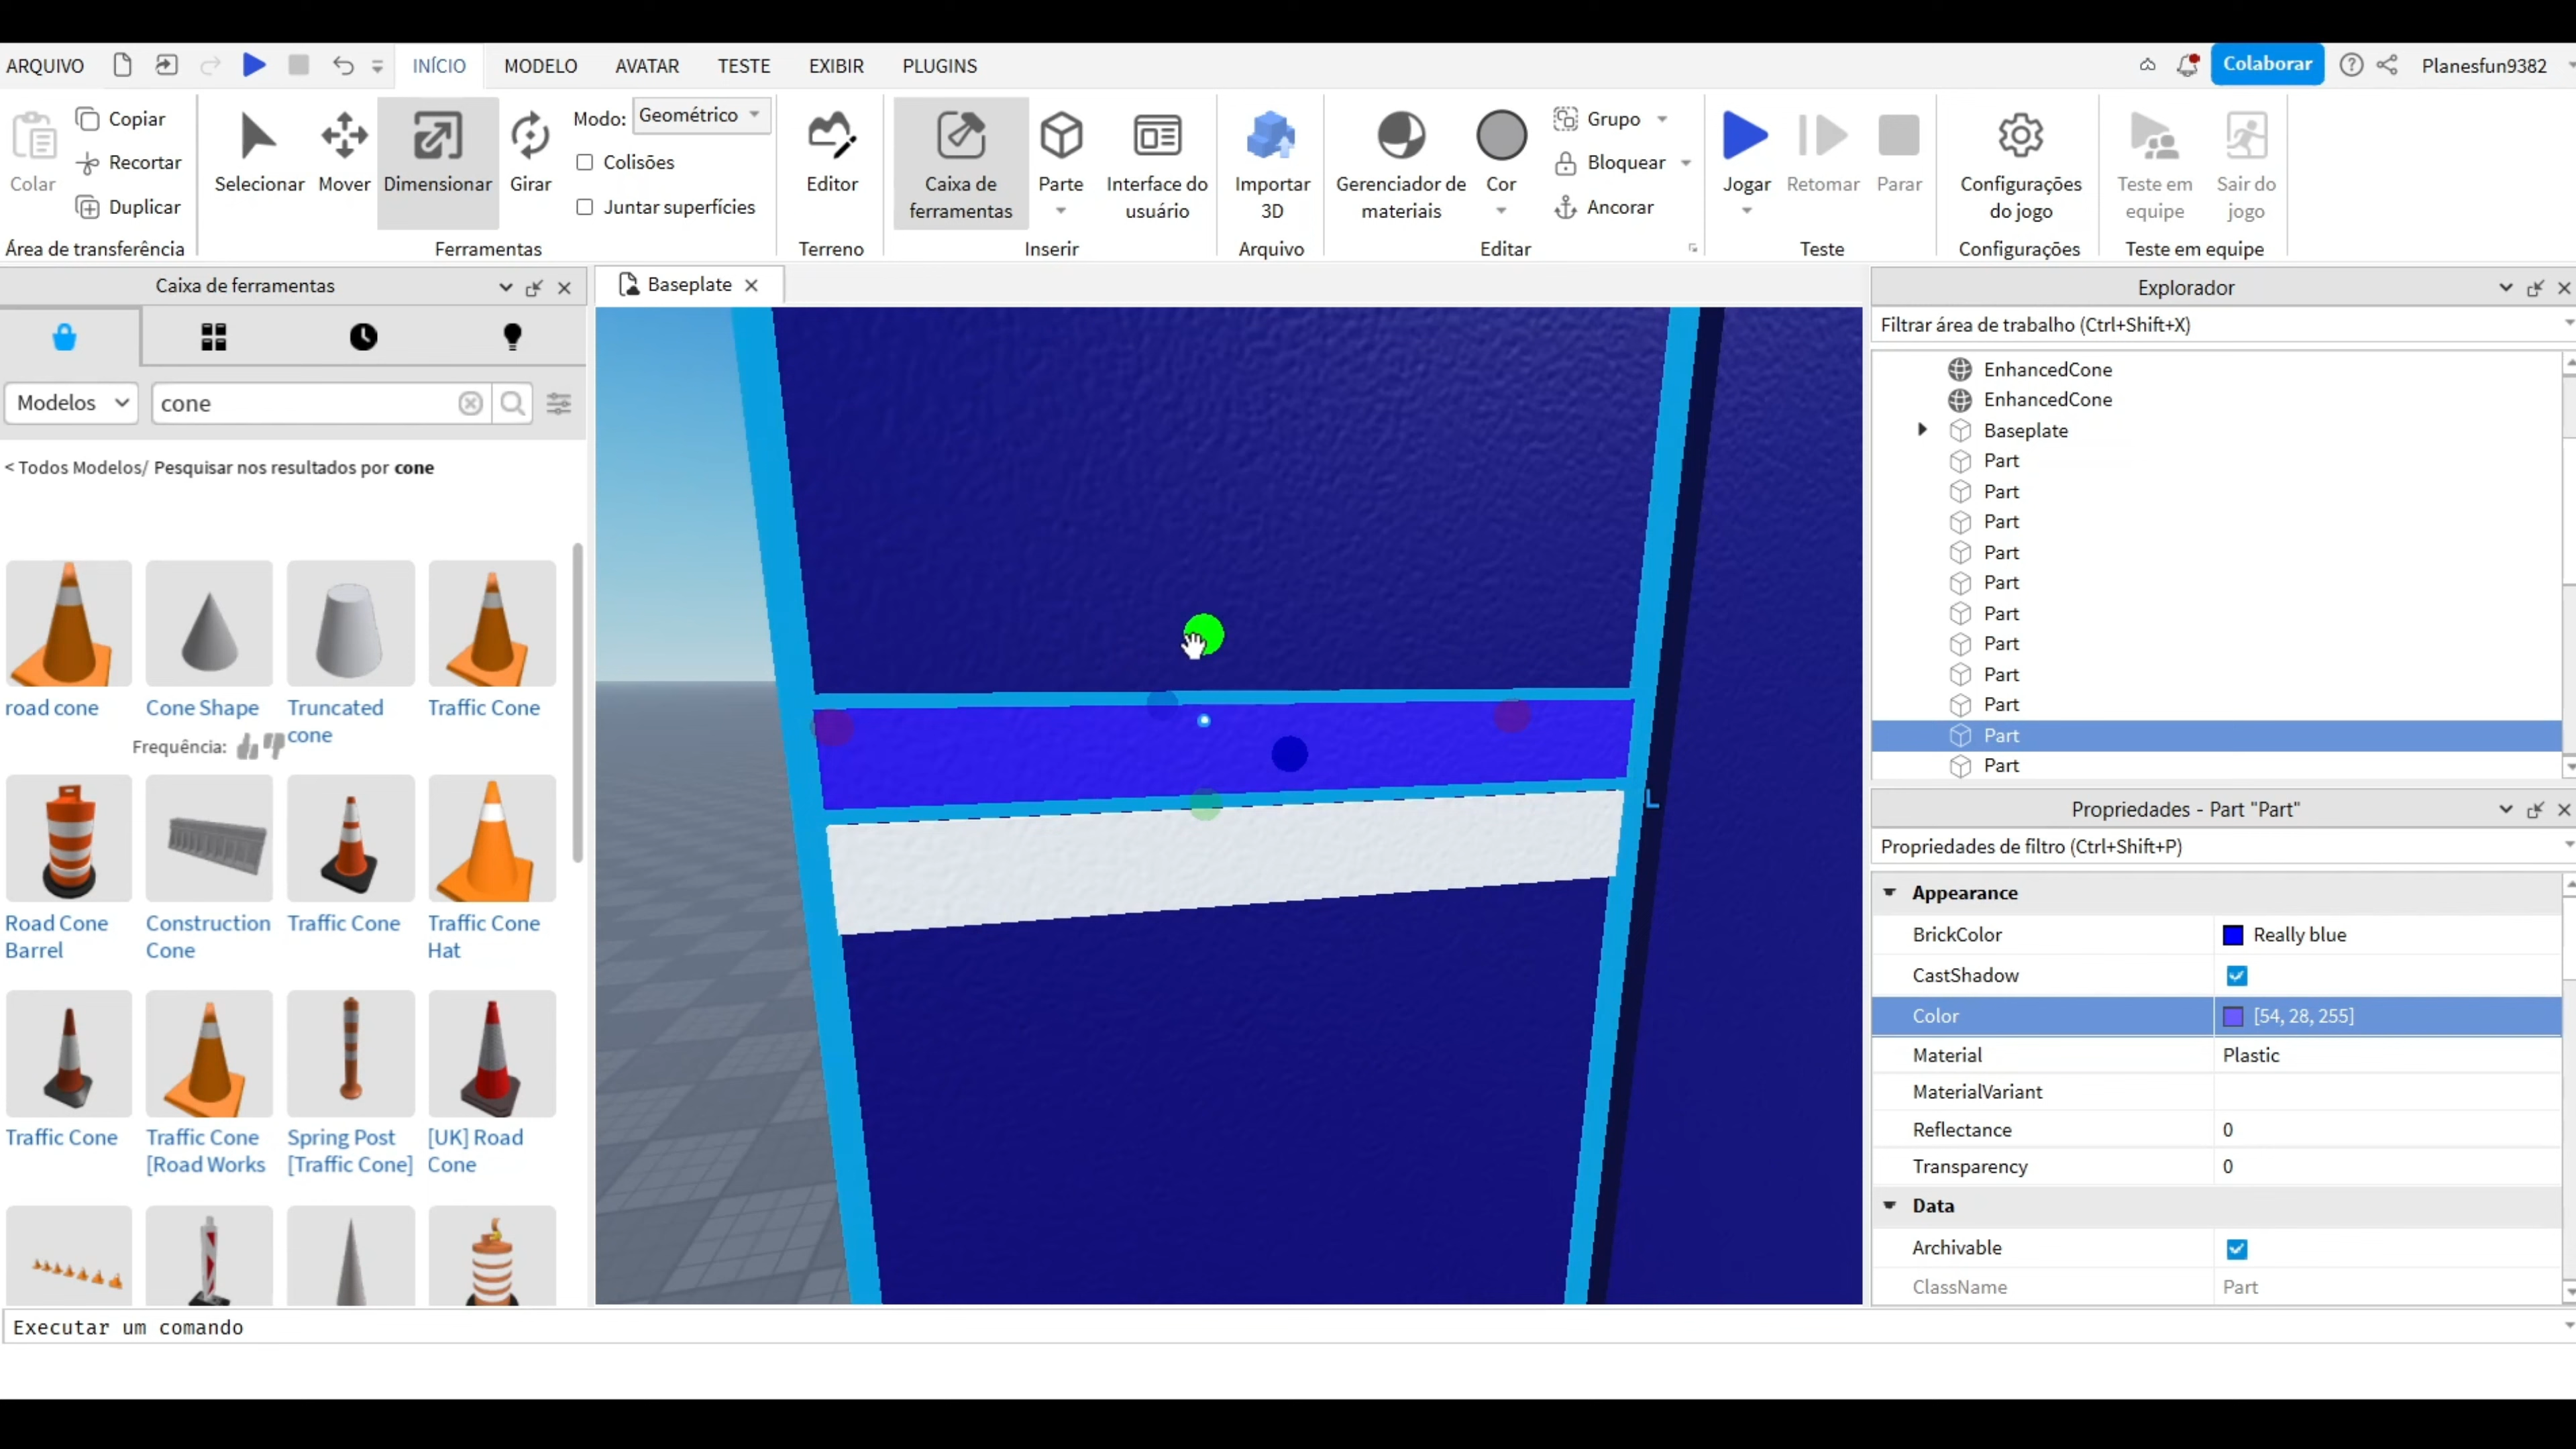 ARQUIVO INÍCIO MODELO AVATAR TESTE EXIBIR PLUGINS Colaborar Planesfun9382
Colar Copiar Recortar Duplicar
Área de transferência
Selecionar Mover Dimensionar Girar
Modo: Geométrico
Colisões
Juntar superfícies
Ferramentas
Editor
Terreno
Caixa de ferramentas
Parte
Interface do usuário
Inserir
Importar 3D
Arquivo
Gerenciador de materiais
Cor
Grupo
Bloquear
Ancorar
Editar
Jogar Retomar Parar
Teste
Configurações do jogo
Configurações
Teste em equipe
Sair do jogo
Teste em equipe
Caixa de ferramentas
Modelos cone
< Todos Modelos/ Pesquisar nos resultados por cone
road cone
Cone Shape
Truncated cone
Traffic Cone
Frequência:
Road Cone Barrel
Construction Cone
Traffic Cone
Traffic Cone Hat
Traffic Cone
Traffic Cone [Road Works
Spring Post [Traffic Cone]
[UK] Road Cone
Baseplate
L
Explorador
Filtrar área de trabalho (Ctrl+Shift+X)
EnhancedCone
EnhancedCone
Baseplate
Part
Part
Part
Part
Part
Part
Part
Part
Part
Part
Part
Propriedades - Part "Part"
Propriedades de filtro (Ctrl+Shift+P)
Appearance
BrickColor Really blue
CastShadow
Color [54, 28, 255]
Material Plastic
MaterialVariant
Reflectance 0
Transparency 0
Data
Archivable
ClassName Part
Executar um comando